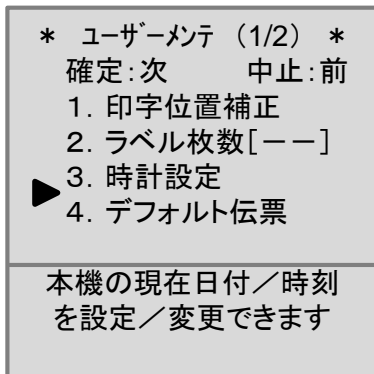 * ユーザーメンテ (1/2) *
確定:次 中止:前
1. 印字位置補正
2. ラベル枚数[ーー]
3. 時計設定
4. デフォルト伝票
本機の現在日付／時刻
を設定／変更できます